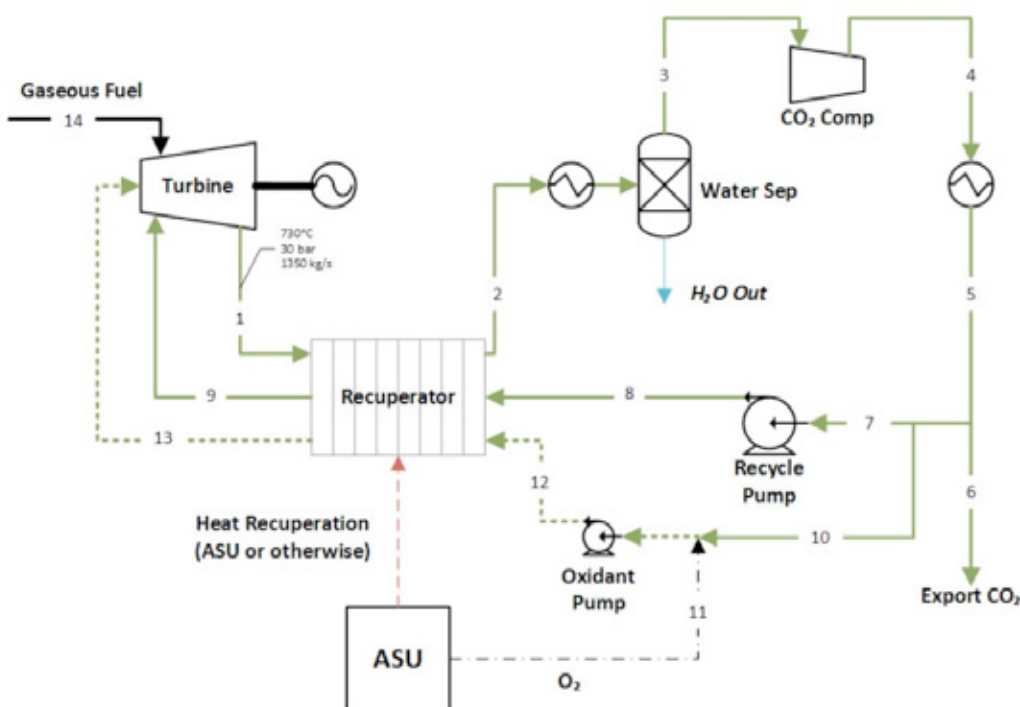 Gaseous Fuel
14
Turbine
730°C
30 bar
1350 kg/s
1
2
3
CO₂ Comp
4
Water Sep
H₂O Out
5
Recuperator
9
8
7
13
Recycle
Pump
6
12
10
Heat Recuperation
(ASU or otherwise)
Oxidant
Pump
11
Export CO₂
ASU
O₂